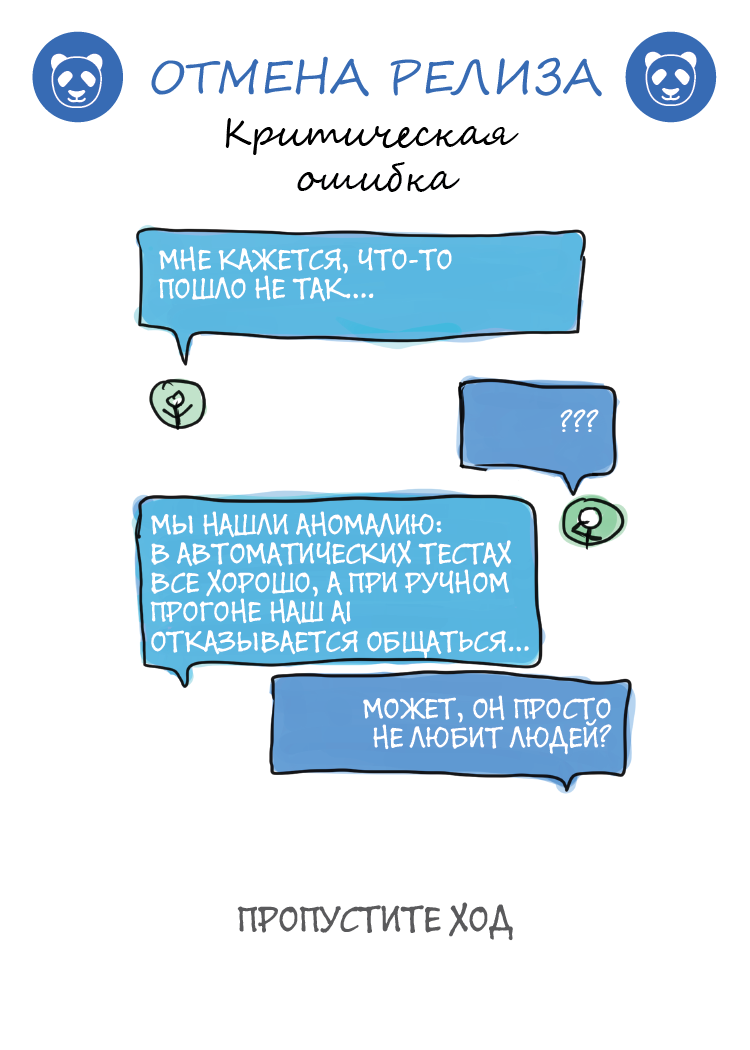 ОТМЕНА РЕЛИЗА
Критическая
ошибка
МНЕ КАЖЕТСЯ, ЧТО-ТО
ПОШЛО НЕ ТАК...
???
МЫ НАШЛИ АНОМАЛИЮ:
В АВТОМАТИЧЕСКИХ ТЕСТАХ
ВСЕ ХОРОШО, А ПРИ РУЧНОМ
ПРОГОНЕ НАШ AI
ОТКАЗЫВАЕТСЯ ОБЩАТЬСЯ...
МОЖЕТ, ОН ПРОСТО
НЕ ЛЮБИТ ЛЮДЕЙ?
ПРОПУСТИТЕ ХОД